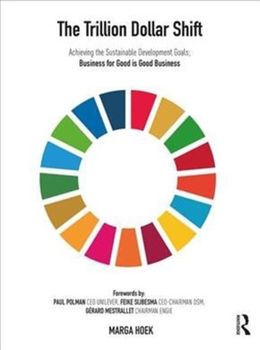 The Trillion Dollar Shift
Achieving the Sustainable Development Goals;
Business for Good is Good Business
Forewords by:
PAUL POLMAN CEO UNILEVER, FEIKE SIJBESMA CEO-CHAIRMAN DSM,
GÉRARD MESTRALLET CHAIRMAN ENGIE
MARGA HOEK
R